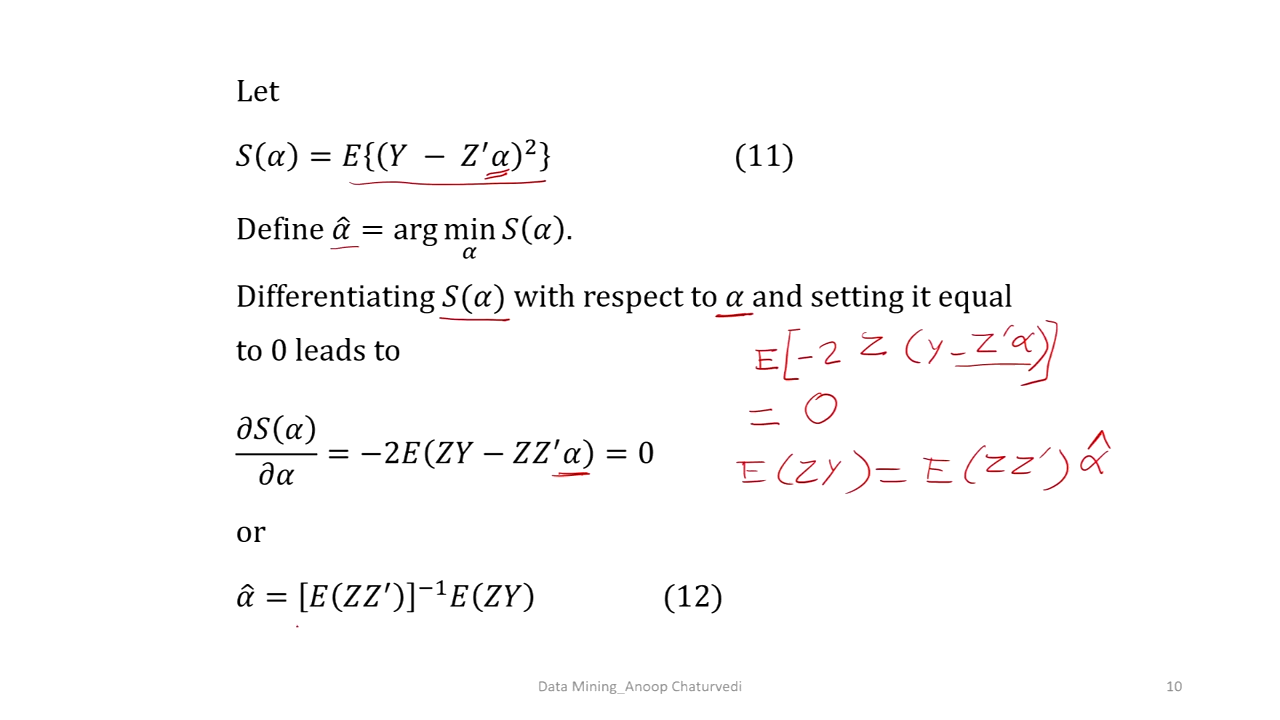 Let
S(α) = E{(Y − Z′α)²} (11)
Define α̂ = arg min S(α).
α
Differentiating S(α) with respect to α and setting it equal
to 0 leads to
E[-2 Z (Y - Z'α)]
= 0
∂S(α)
∂α
= −2E(ZY − ZZ′α) = 0
E(ZY) = E(ZZ') α̂
or
α̂ = [E(ZZ′)]⁻¹E(ZY) (12)
Data Mining_Anoop Chaturvedi
10